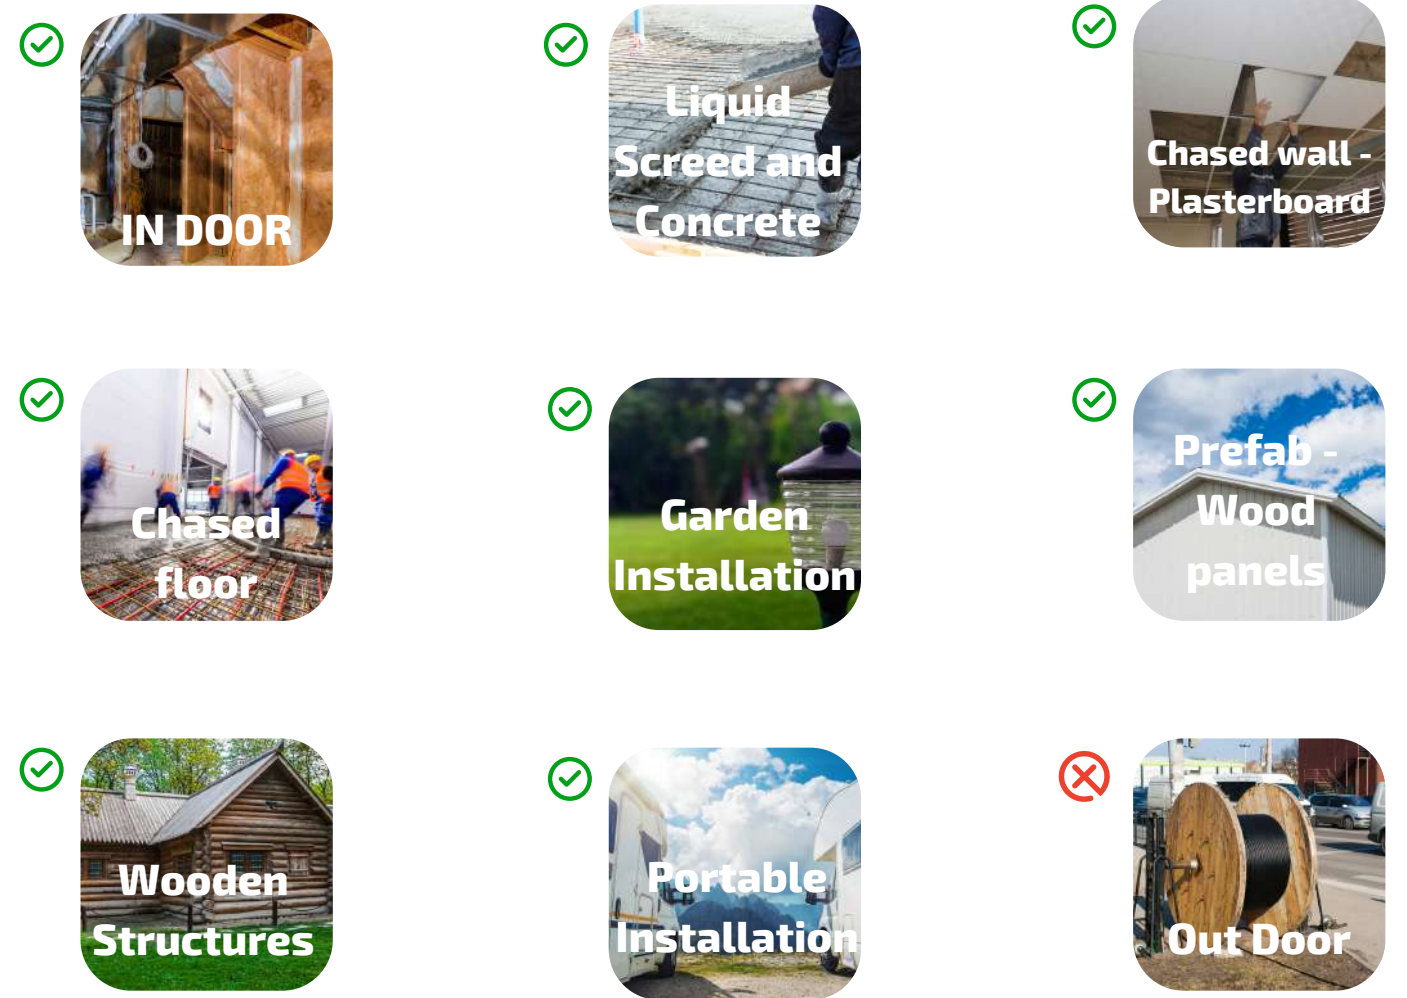 IN DOOR
Liquid
Screed and
Concrete
Chased wall -
Plasterboard
Chased
floor
Garden
Installation
Prefab -
Wood
panels
Wooden
Structures
Portable
Installation
Out Door